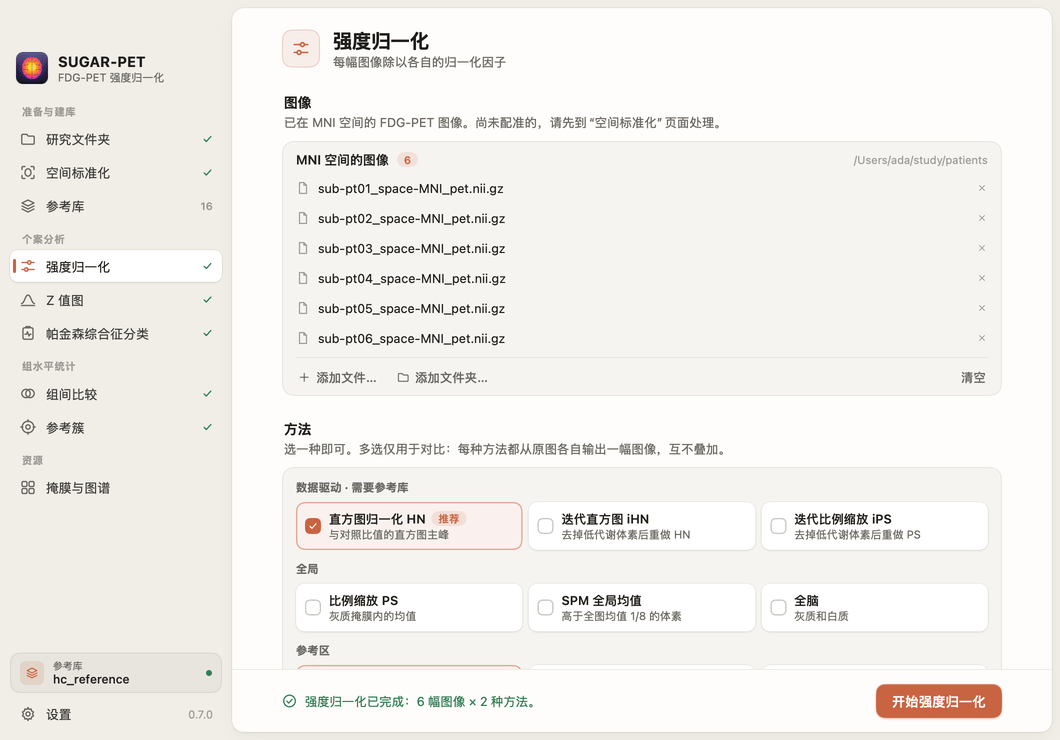 SUGAR-PET
FDG-PET 强度归一化
准备与建库
研究文件夹
空间标准化
参考库 16
个案分析
强度归一化
Z 值图
帕金森综合征分类
组水平统计
组间比较
参考簇
资源
掩膜与图谱
参考库
hc_reference
设置 0.7.0
强度归一化
每幅图像除以各自的归一化因子
图像
已在 MNI 空间的 FDG-PET 图像。尚未配准的，请先到“空间标准化”页面处理。
MNI 空间的图像 6 /Users/ada/study/patients
sub-pt01_space-MNI_pet.nii.gz ×
sub-pt02_space-MNI_pet.nii.gz ×
sub-pt03_space-MNI_pet.nii.gz ×
sub-pt04_space-MNI_pet.nii.gz ×
sub-pt05_space-MNI_pet.nii.gz ×
sub-pt06_space-MNI_pet.nii.gz ×
+ 添加文件... 添加文件夹... 清空
方法
选一种即可。多选仅用于对比：每种方法都从原图各自输出一幅图像，互不叠加。
数据驱动 · 需要参考库
直方图归一化 HN 推荐
与对照比值的直方图主峰
迭代直方图 iHN
去掉低代谢体素后重做 HN
迭代比例缩放 iPS
去掉低代谢体素后重做 PS
全局
比例缩放 PS
灰质掩膜内的均值
SPM 全局均值
高于全图均值 1/8 的体素
全脑
灰质和白质
参考区
强度归一化已完成：6 幅图像 × 2 种方法。
开始强度归一化